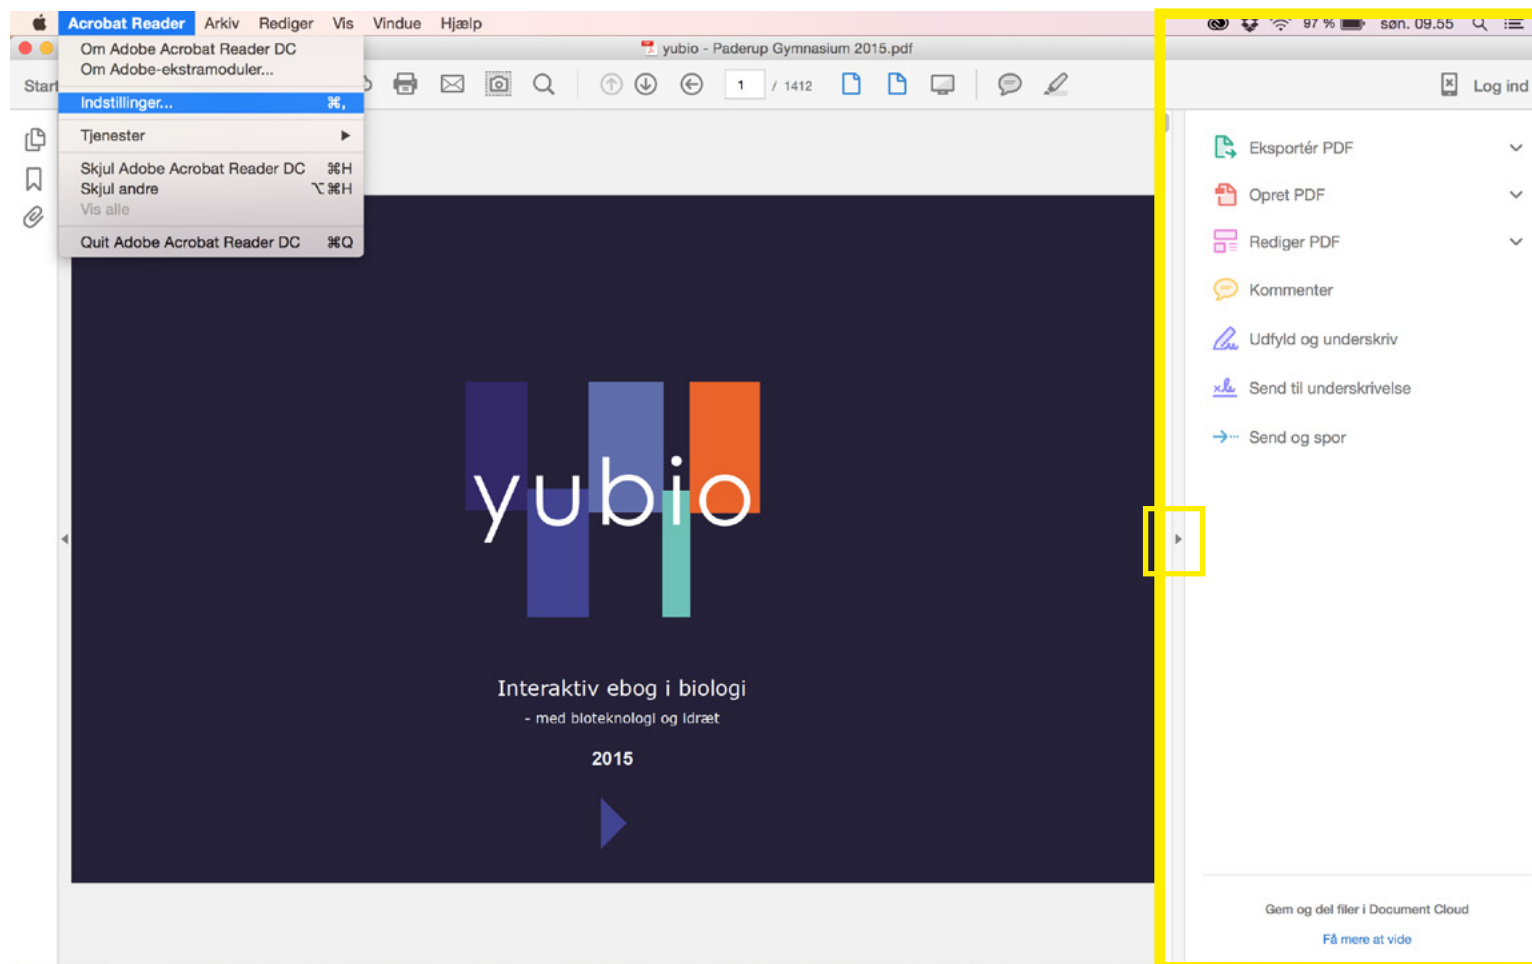 Acrobat Reader Arkiv Rediger Vis Vindue Hjælp 97 % søn. 09.55
yubio - Paderup Gymnasium 2015.pdf
Om Adobe Acrobat Reader DC
Om Adobe-ekstramoduler...
Indstillinger... ⌘,
Tjenester
Skjul Adobe Acrobat Reader DC ⌘H
Skjul andre ⌥⌘H
Vis alle
Quit Adobe Acrobat Reader DC ⌘Q
Start 1 / 1412 Log ind
Eksportér PDF
Opret PDF
Rediger PDF
Kommenter
Udfyld og underskriv
Send til underskrivelse
Send og spor
yubio
Interaktiv ebog i biologi
- med bioteknologi og idræt
2015
Gem og del filer i Document Cloud
Få mere at vide